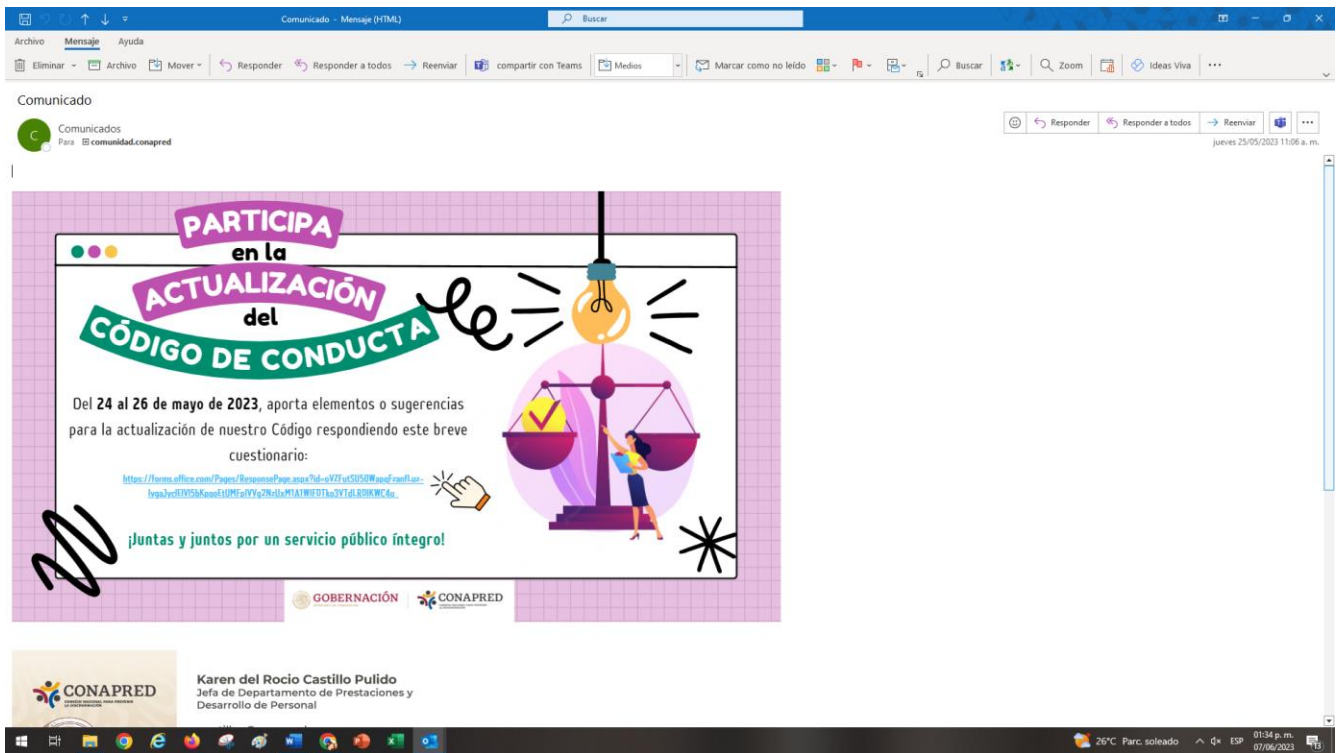 Comunicado - Mensaje (HTML)
Buscar
Archivo Mensaje Ayuda
Eliminar Archivo Mover Responder Responder a todos Reenviar compartir con Teams Medios Marcar como no leído Buscar Zoom Ideas Viva
Comunicado
C
Comunicados
Para comunidad.conapred
Responder Responder a todos Reenviar
jueves 25/05/2023 11:06 a. m.
PARTICIPA
en la
ACTUALIZACIÓN
del
CÓDIGO DE CONDUCTA
Del 24 al 26 de mayo de 2023, aporta elementos o sugerencias
para la actualización de nuestro Código respondiendo este breve
cuestionario:
¡Juntas y juntos por un servicio público íntegro!
GOBERNACIÓN CONAPRED
CONAPRED
Karen del Rocio Castillo Pulido
Jefa de Departamento de Prestaciones y
Desarrollo de Personal
26°C Parc. soleado ESP 01:34 p. m.
07/06/2023